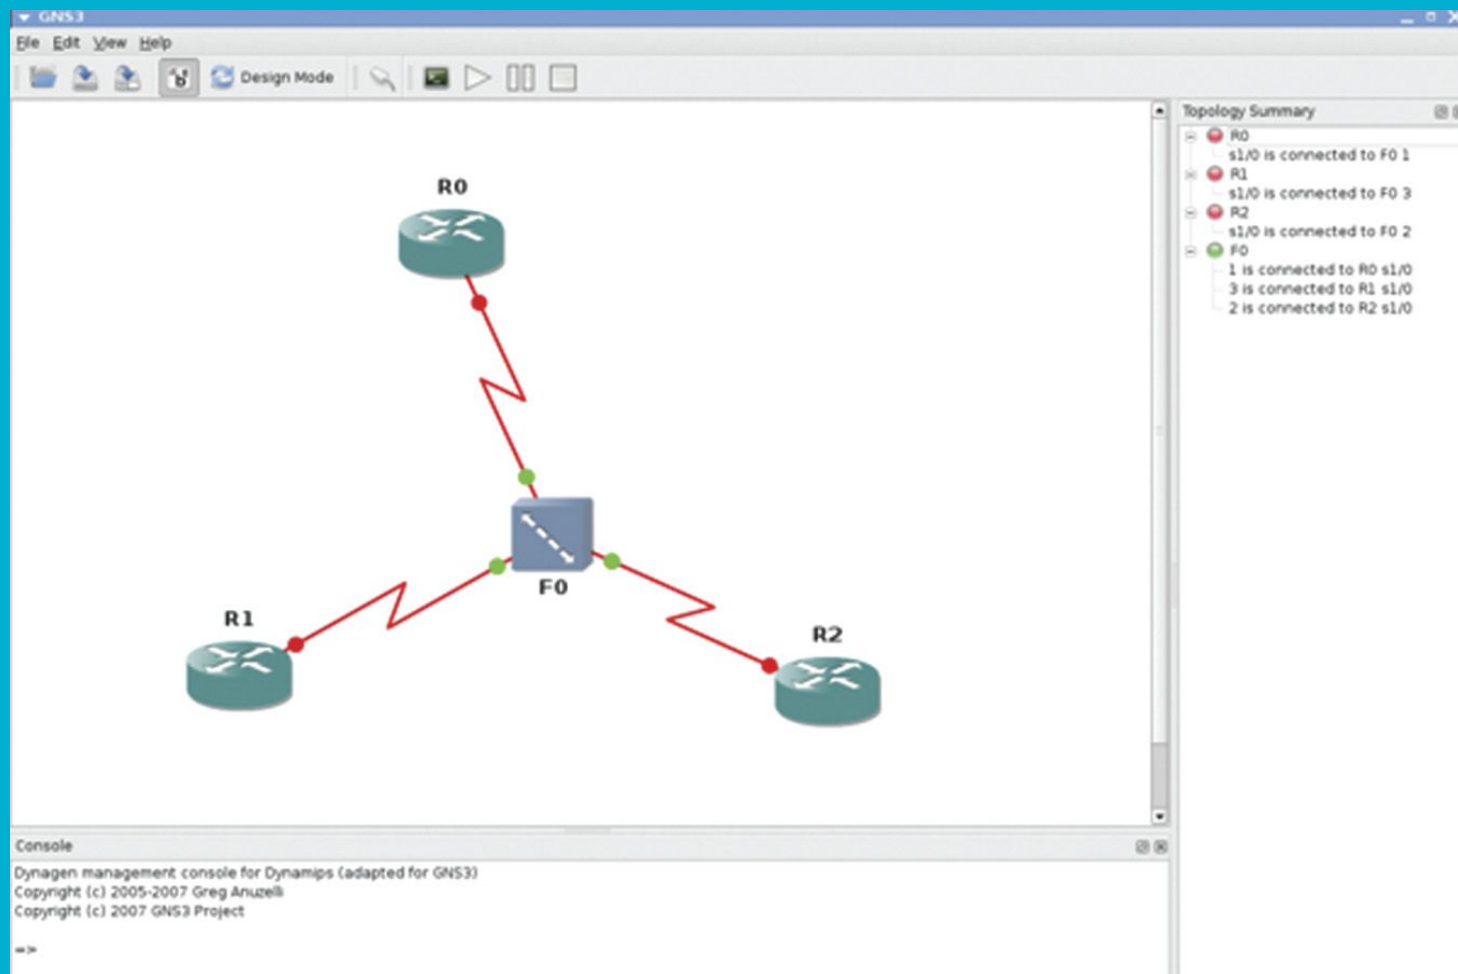 GNS3
File Edit View Help
Design Mode
R0
F0
R1
R2
Topology Summary
R0
s1/0 is connected to F0 1
R1
s1/0 is connected to F0 3
R2
s1/0 is connected to F0 2
F0
1 is connected to R0 s1/0
3 is connected to R1 s1/0
2 is connected to R2 s1/0
Console
Dynagen management console for Dynamips (adapted for GNS3)
Copyright (c) 2005-2007 Greg Anuzelli
Copyright (c) 2007 GNS3 Project
=>